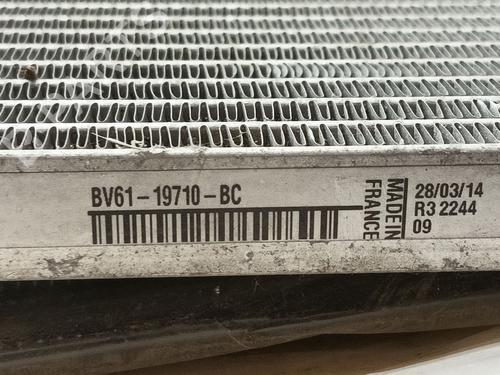 BV61-19710-BC
MADE IN
FRANCE
28/03/14
R3 2244
09